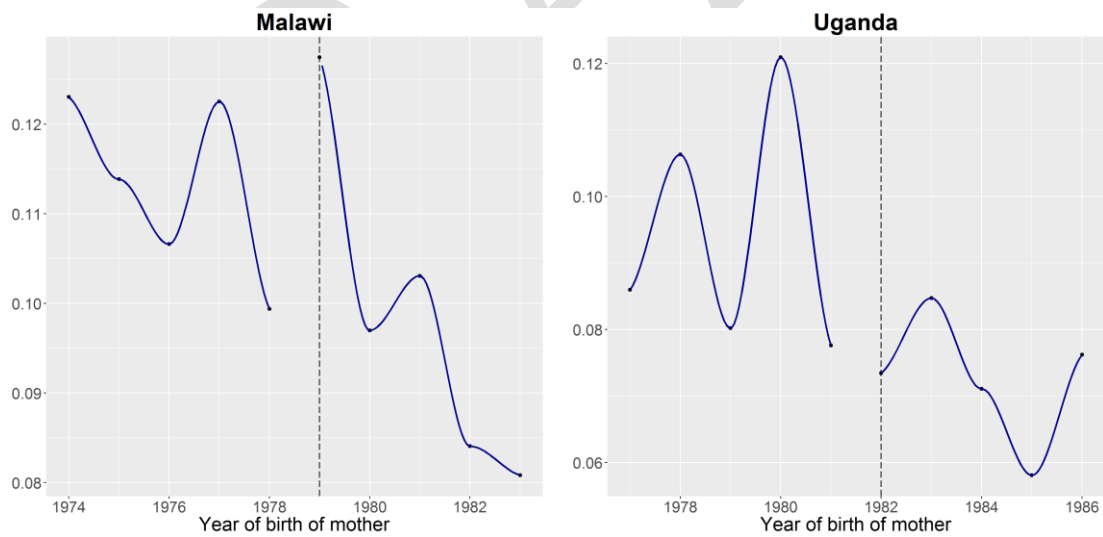 Malawi
0.12
0.11
0.10
0.09
0.08
1974 1976 1978 1980 1982
Year of birth of mother
Uganda
0.12
0.10
0.08
0.06
1978 1980 1982 1984 1986
Year of birth of mother